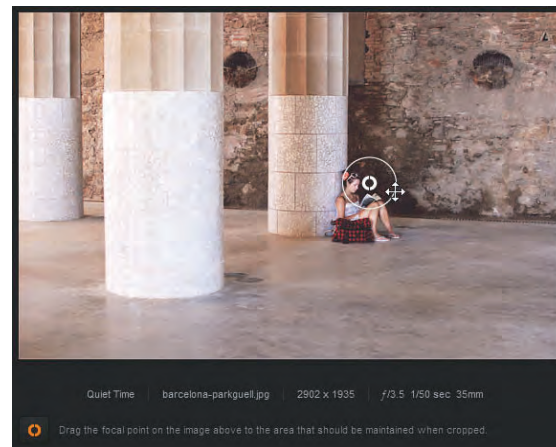 Quiet Time | barcelona-parkguell.jpg | 2902 x 1935 | ƒ/3.5 1/50 sec 35mm
Drag the focal point on the image above to the area that should be maintained when cropped.